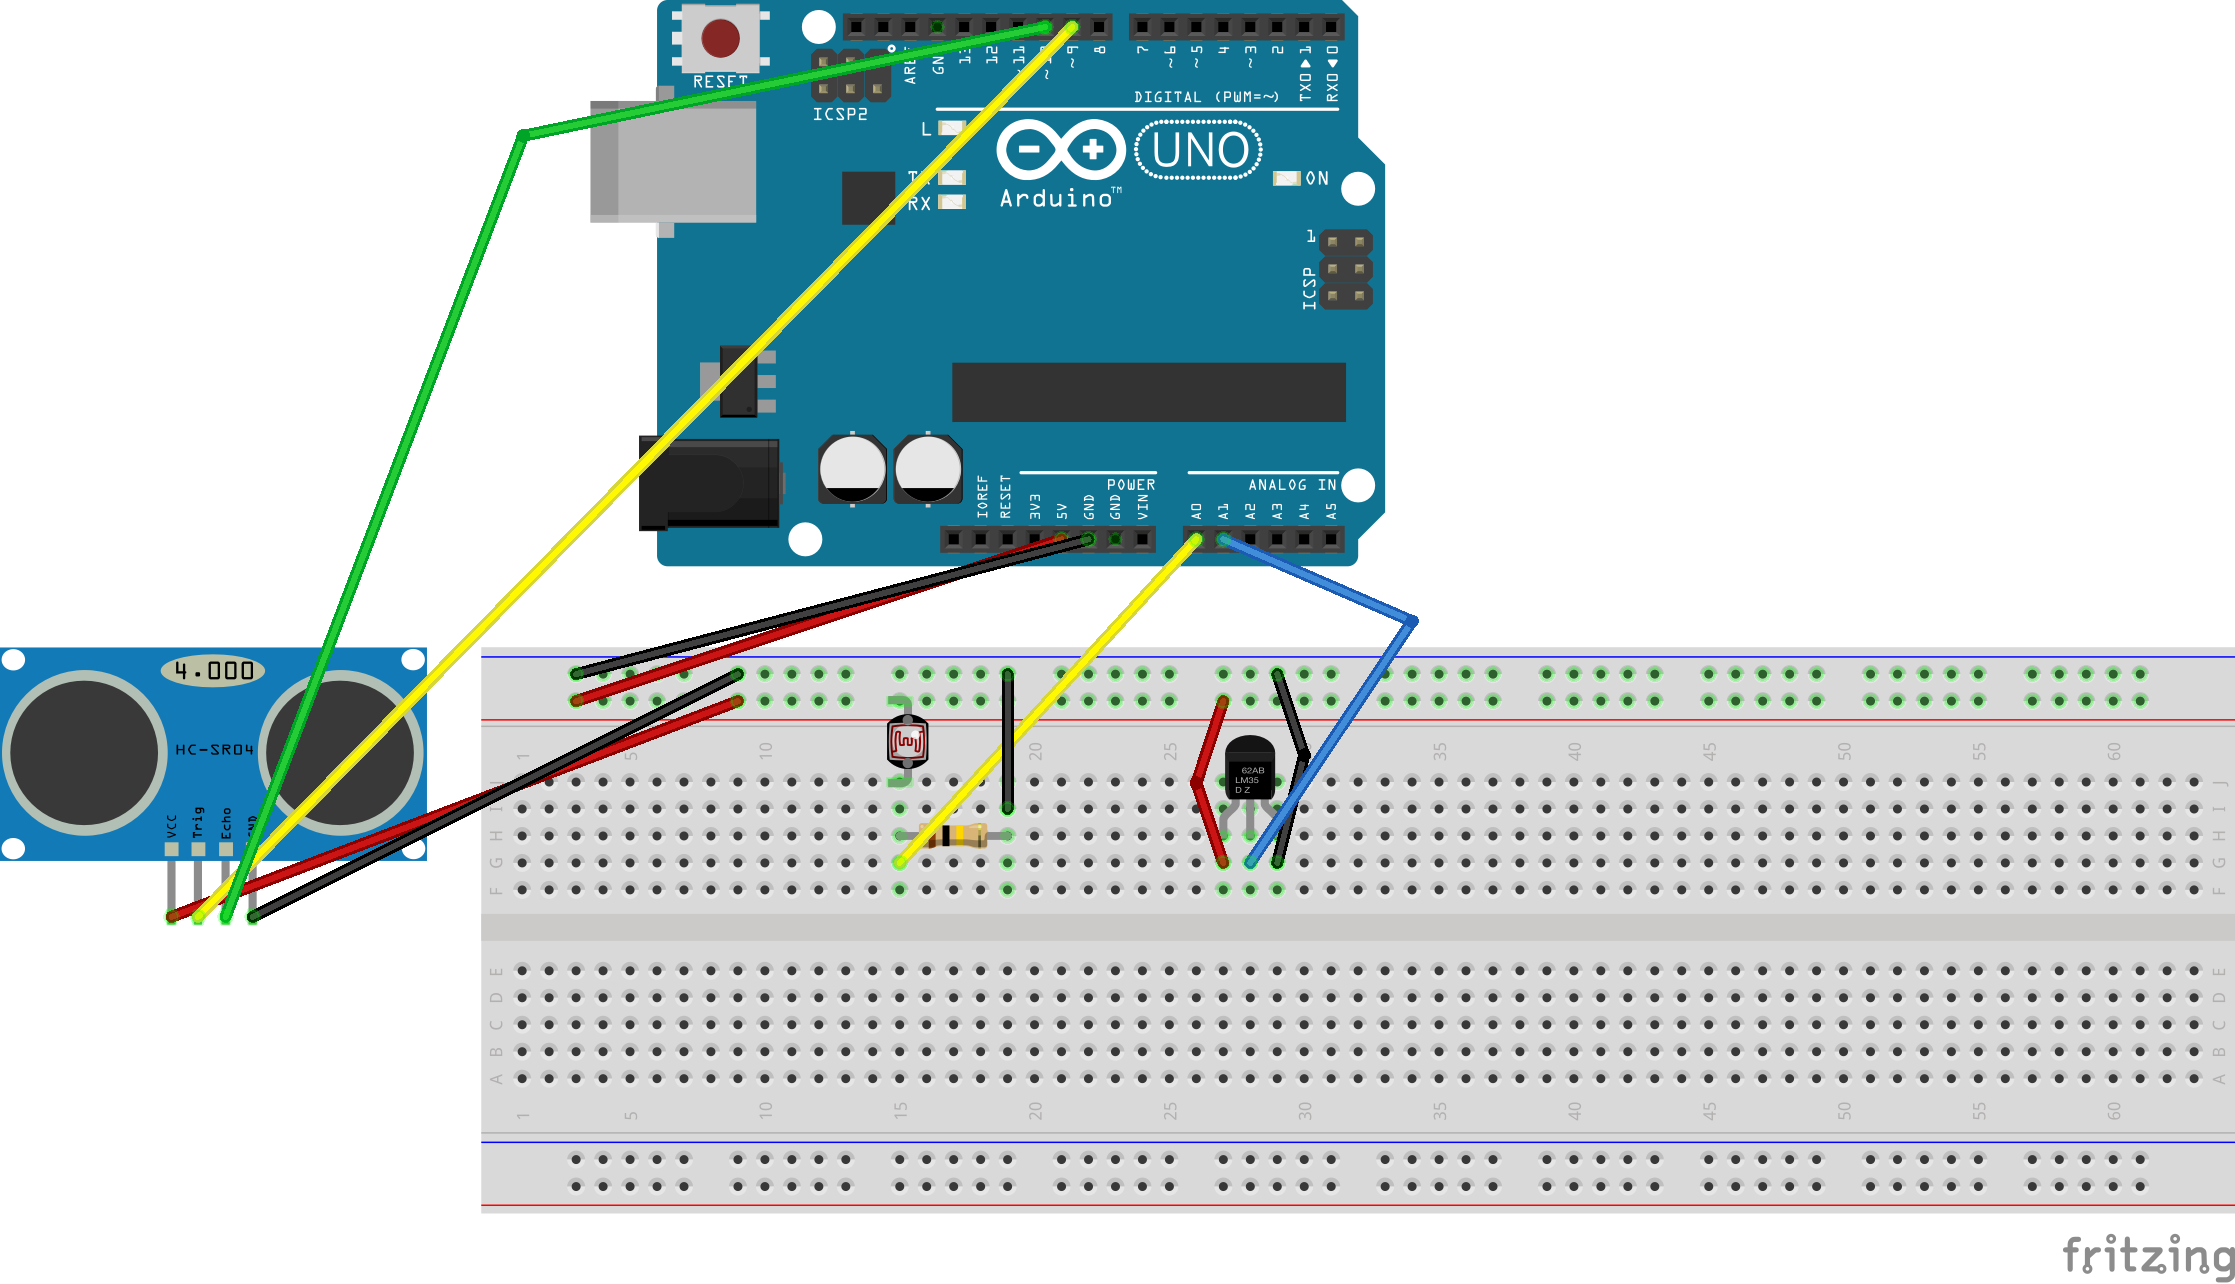 RESET
ICSP2
AREF
GND
13
12
~11
~10
~9
8
7
~6
~5
4
~3
2
TX0▶1
RX0◀0
DIGITAL (PWM=~)
L
TX
RX
UNO
Arduino™
ON
1
ICSP
POWER
ANALOG IN
IOREF
RESET
3V3
5V
GND
GND
VIN
A0
A1
A2
A3
A4
A5
4.000
HC-SR04
VCC
Trig
Echo
GND
1 5 10 20 25 30 35 40 45 50 55 60
62AB
LM35
D Z
J J
I I
H H
G G
F F
E E
D D
C C
B B
A A
1 5 10 15 20 25 30 35 40 45 50 55 60
fritzing